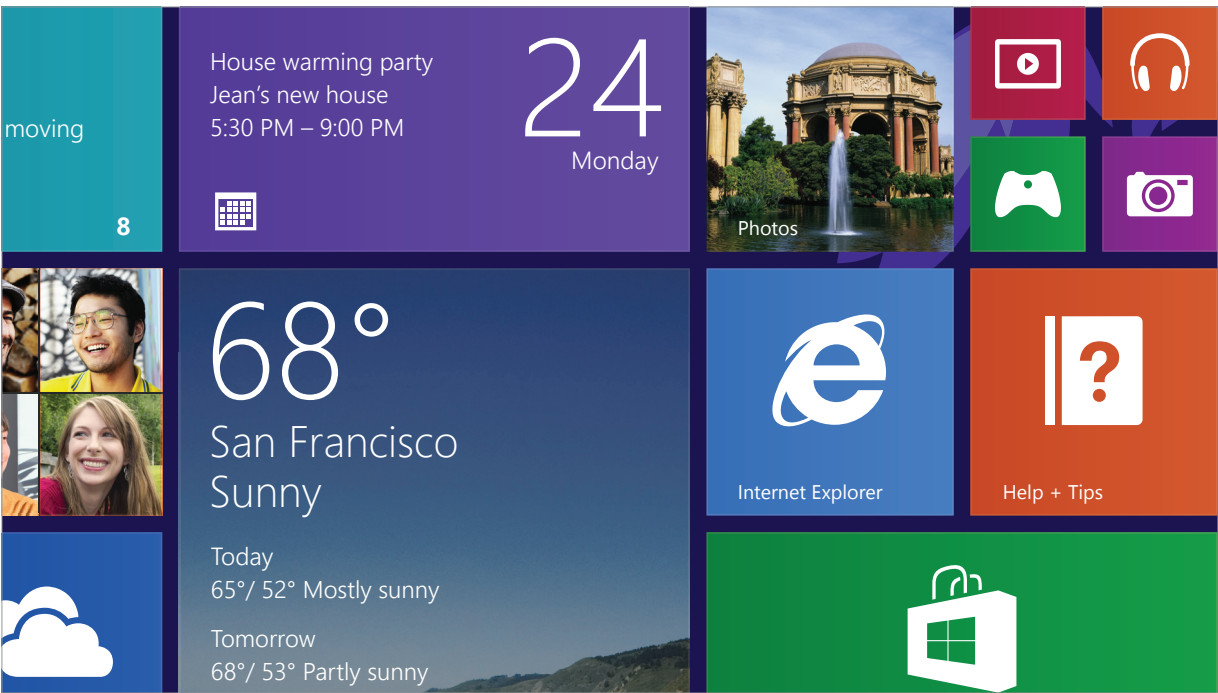 moving
8
House warming party
Jean's new house
5:30 PM – 9:00 PM
24
Monday
Photos
68°
San Francisco
Sunny
Today
65°/ 52° Mostly sunny
Tomorrow
68°/ 53° Partly sunny
Internet Explorer
?
Help + Tips